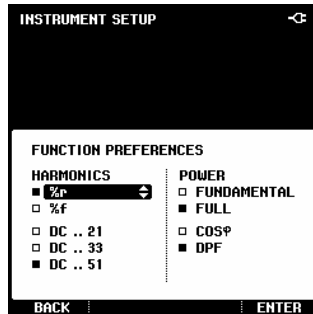 INSTRUMENT SETUP
FUNCTION PREFERENCES
HARMONICS
%r
%f
DC .. 21
DC .. 33
DC .. 51
POWER
FUNDAMENTAL
FULL
COSφ
DPF
BACK
ENTER